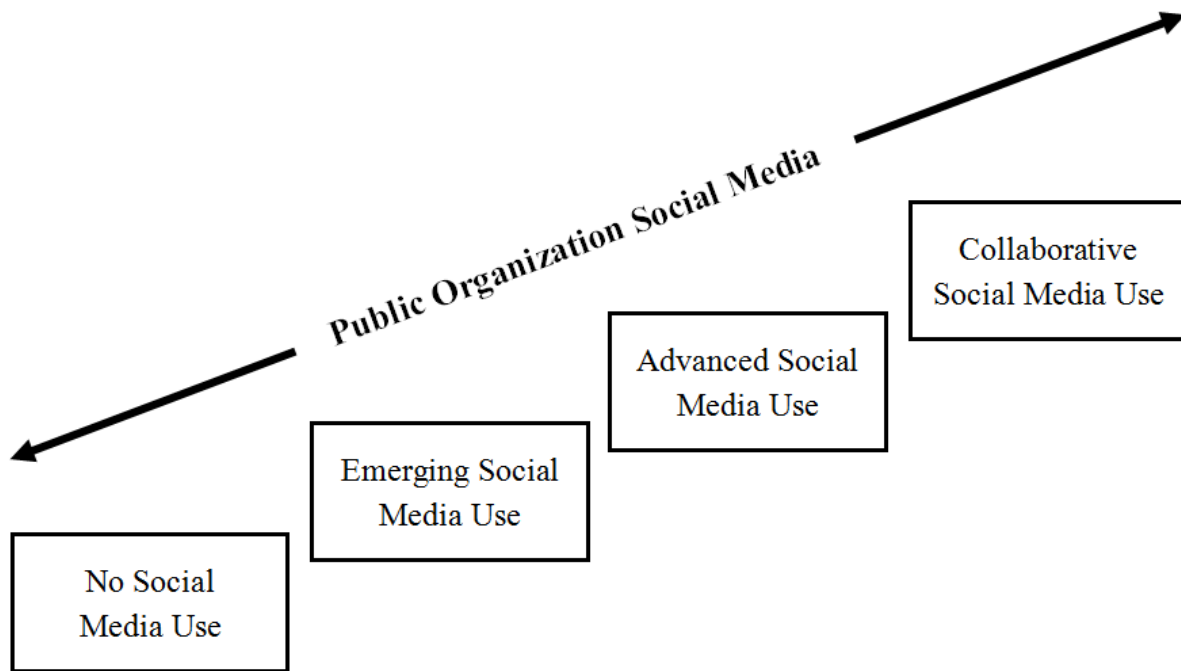 Public Organization Social Media
Collaborative
Social Media Use
Advanced Social
Media Use
Emerging Social
Media Use
No Social
Media Use